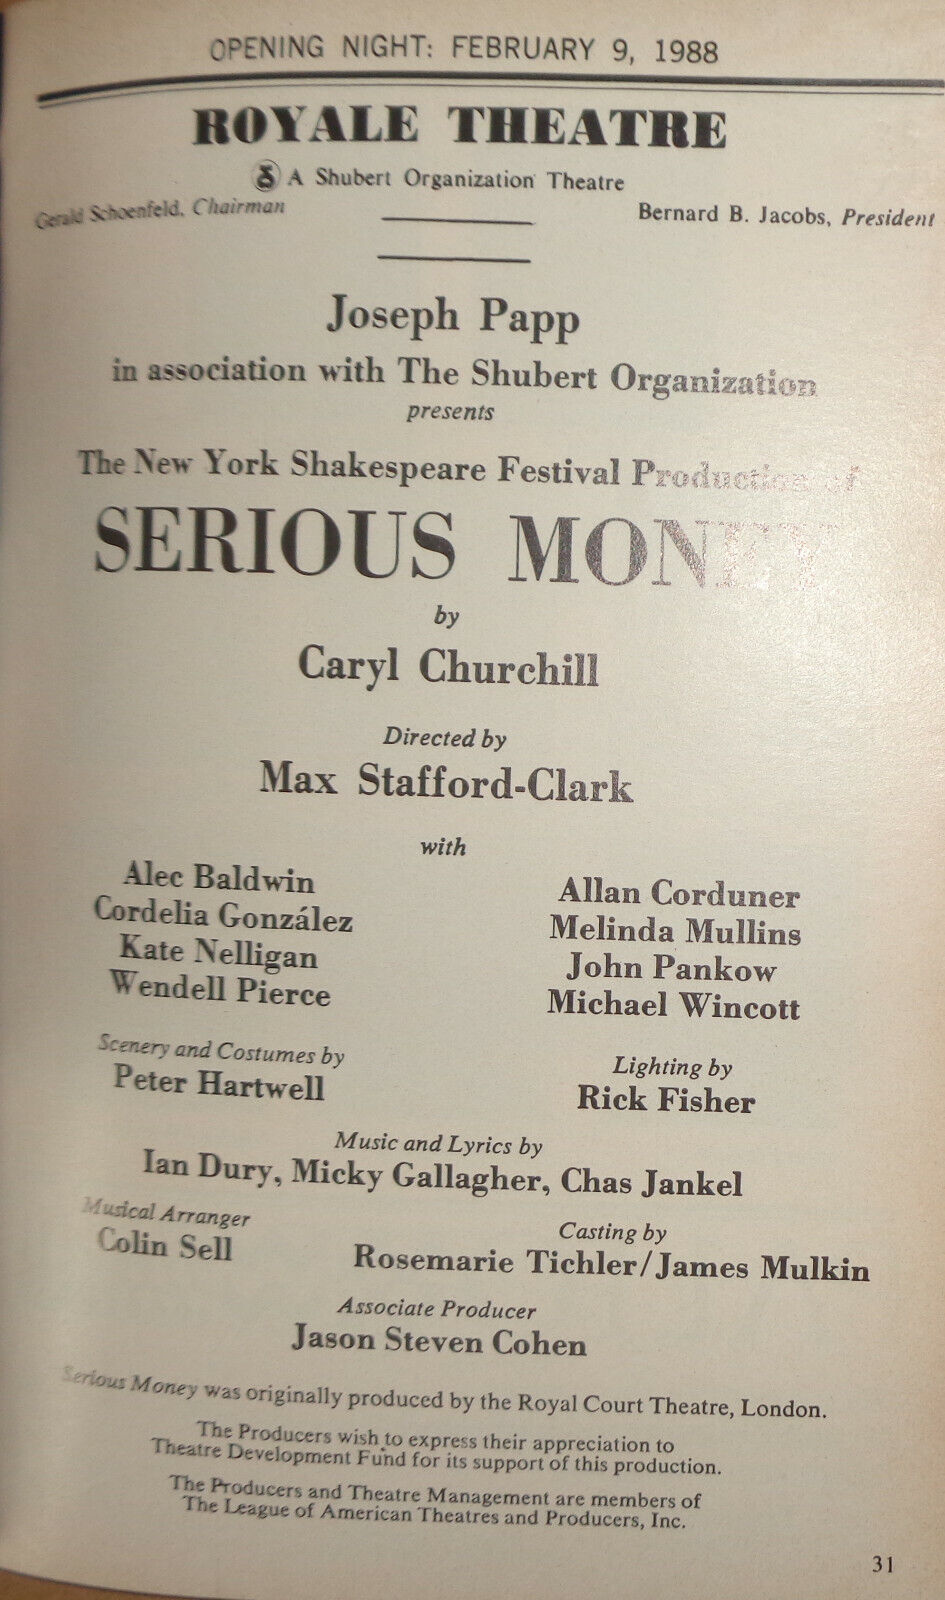 OPENING NIGHT: FEBRUARY 9, 1988
ROYALE THEATRE
A Shubert Organization Theatre
Gerald Schoenfeld, Chairman Bernard B. Jacobs, President
Joseph Papp
in association with The Shubert Organization
presents
The New York Shakespeare Festival Production of
SERIOUS MONEY
by
Caryl Churchill
Directed by
Max Stafford-Clark
with
Alec Baldwin Allan Corduner
Cordelia González Melinda Mullins
Kate Nelligan John Pankow
Wendell Pierce Michael Wincott
Scenery and Costumes by Lighting by
Peter Hartwell Rick Fisher
Music and Lyrics by
Ian Dury, Micky Gallagher, Chas Jankel
Musical Arranger Casting by
Colin Sell Rosemarie Tichler/James Mulkin
Associate Producer
Jason Steven Cohen
Serious Money was originally produced by the Royal Court Theatre, London.
The Producers wish to express their appreciation to
Theatre Development Fund for its support of this production.
The Producers and Theatre Management are members of
The League of American Theatres and Producers, Inc.
31